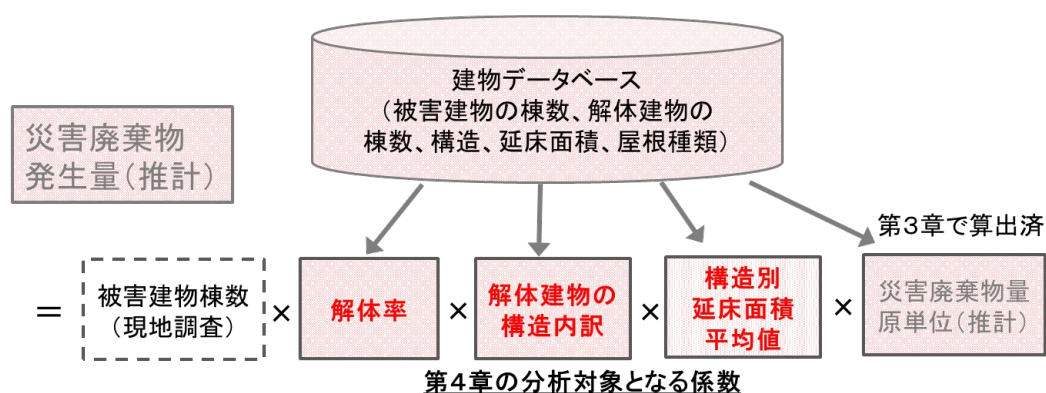 建物データベース
(被害建物の棟数、解体建物の
棟数、構造、延床面積、屋根種類)
災害廃棄物
発生量(推計)
第3章で算出済
=
被害建物棟数
(現地調査)
×
解体率
×
解体建物の
構造内訳
×
構造別
延床面積
平均値
×
災害廃棄物量
原単位(推計)
第4章の分析対象となる係数